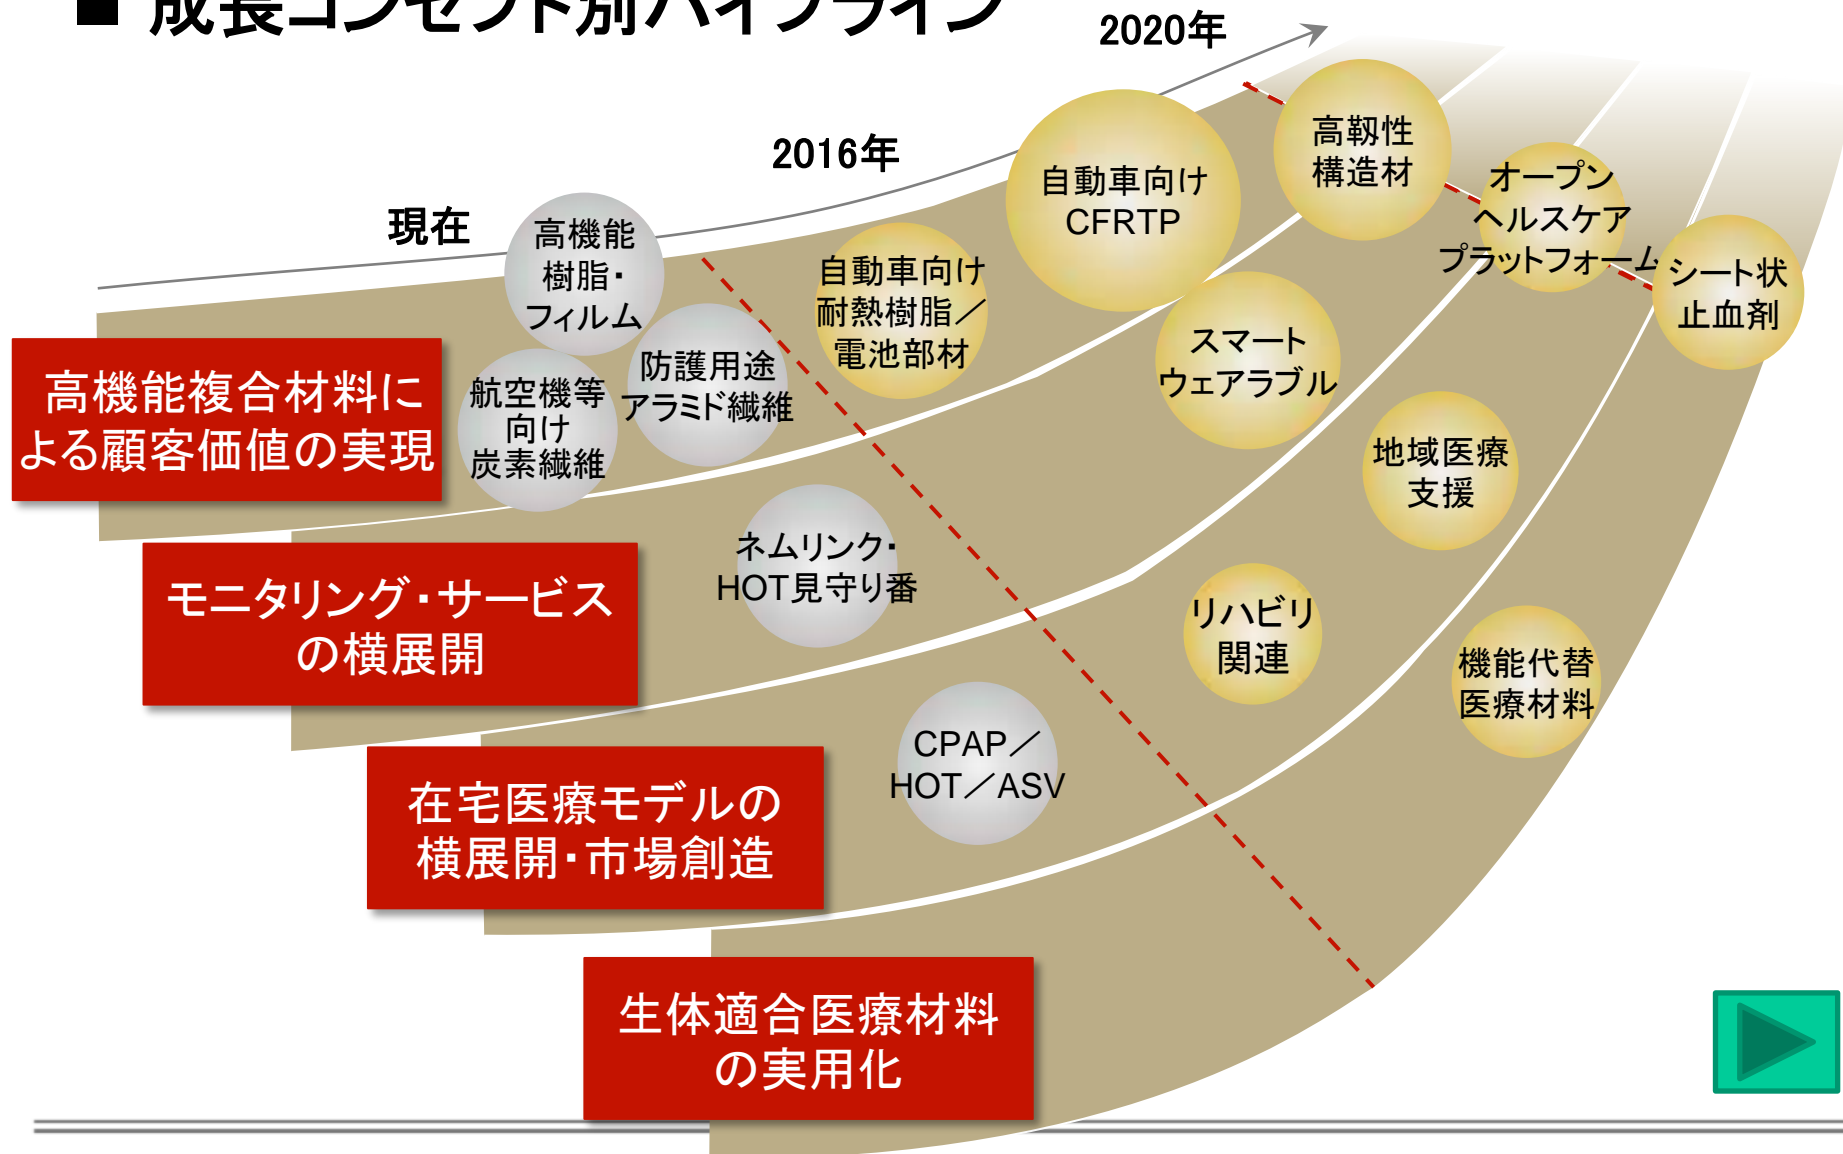 ■ 成長コンセプト別パイプライン
2020年
2016年
現在
高機能
樹脂・
フィルム
航空機等
向け
炭素繊維
防護用途
アラミド繊維
自動車向け
耐熱樹脂／
電池部材
自動車向け
CFRTP
高靱性
構造材
オープン
ヘルスケア
プラットフォーム
シート状
止血剤
スマート
ウェアラブル
地域医療
支援
ネムリンク・
HOT見守り番
リハビリ
関連
機能代替
医療材料
CPAP／
HOT／ASV
高機能複合材料に
よる顧客価値の実現
モニタリング・サービス
の横展開
在宅医療モデルの
横展開・市場創造
生体適合医療材料
の実用化